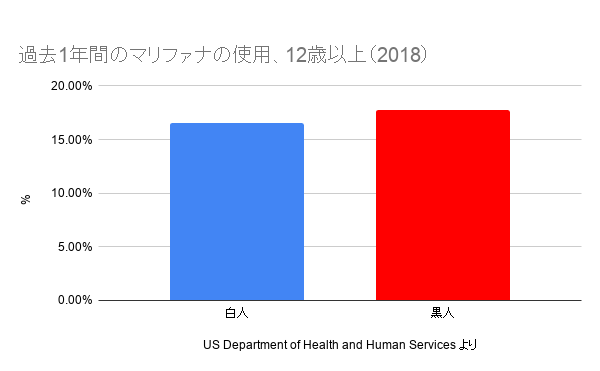 過去1年間のマリファナの使用、12歳以上（2018）
20.00%
15.00%
10.00%
5.00%
0.00%
%
白人
黒人
US Department of Health and Human Services より